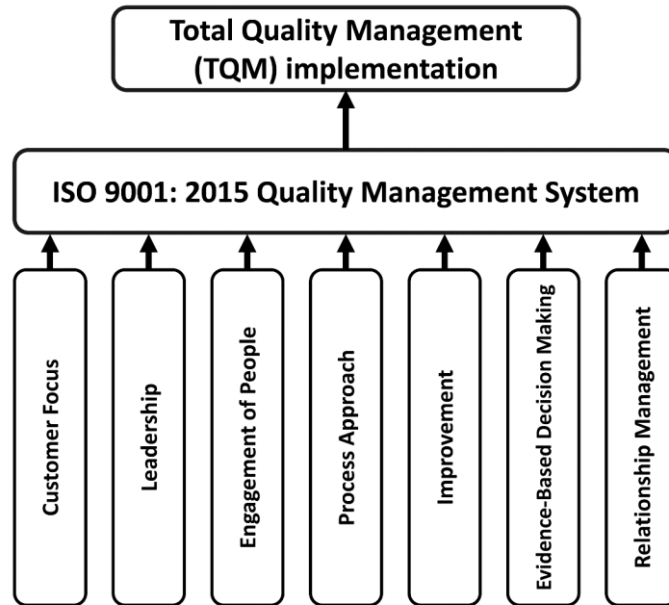 Total Quality Management
(TQM) implementation
ISO 9001: 2015 Quality Management System
Customer Focus
Leadership
Engagement of People
Process Approach
Improvement
Evidence-Based Decision Making
Relationship Management